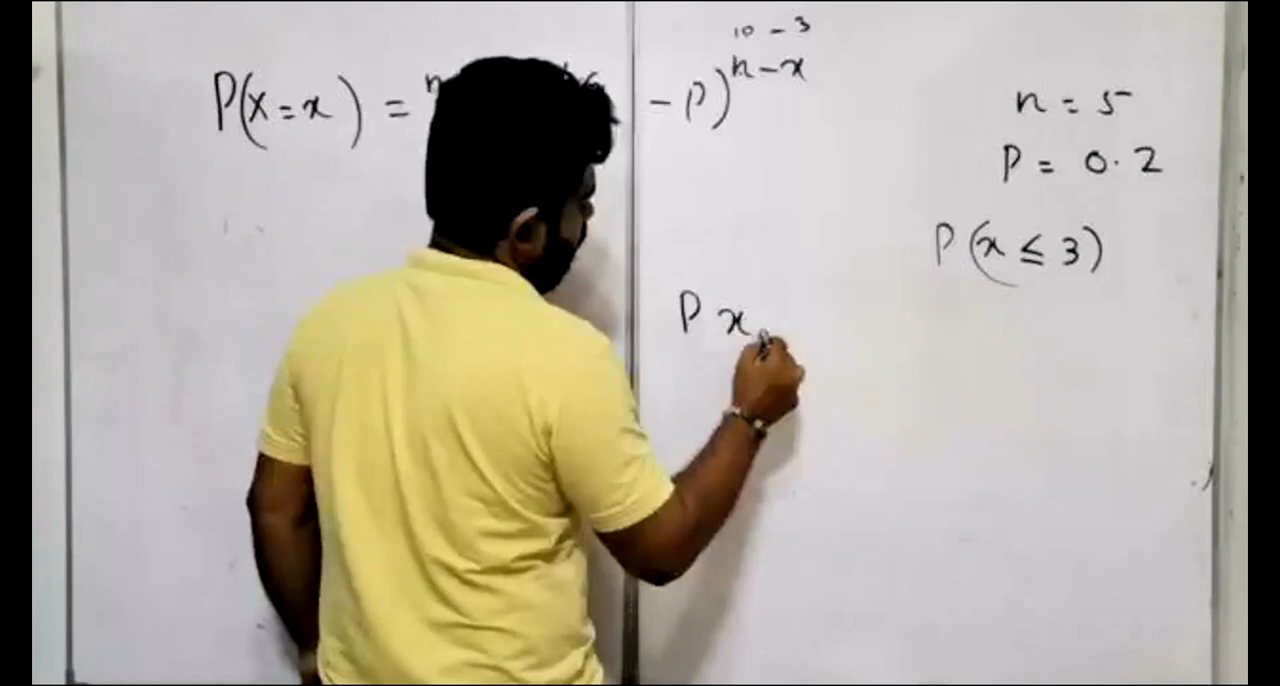 10 - 3
P(X = x) = n - P)^{n - x}
n = 5
P = 0.2
P(x ≤ 3)
P x